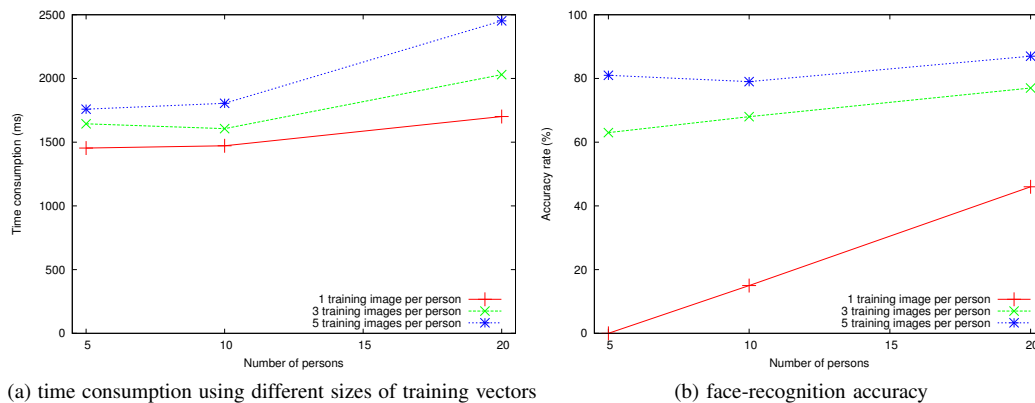 2500
2000
1500
1000
500
0
Time consumption (ms)
1 training image per person
3 training images per person
5 training images per person
5 10 15 20
Number of persons
(a) time consumption using different sizes of training vectors
100
80
60
40
20
0
Accuracy rate (%)
1 training image per person
3 training images per person
5 training images per person
5 10 15 20
Number of persons
(b) face-recognition accuracy